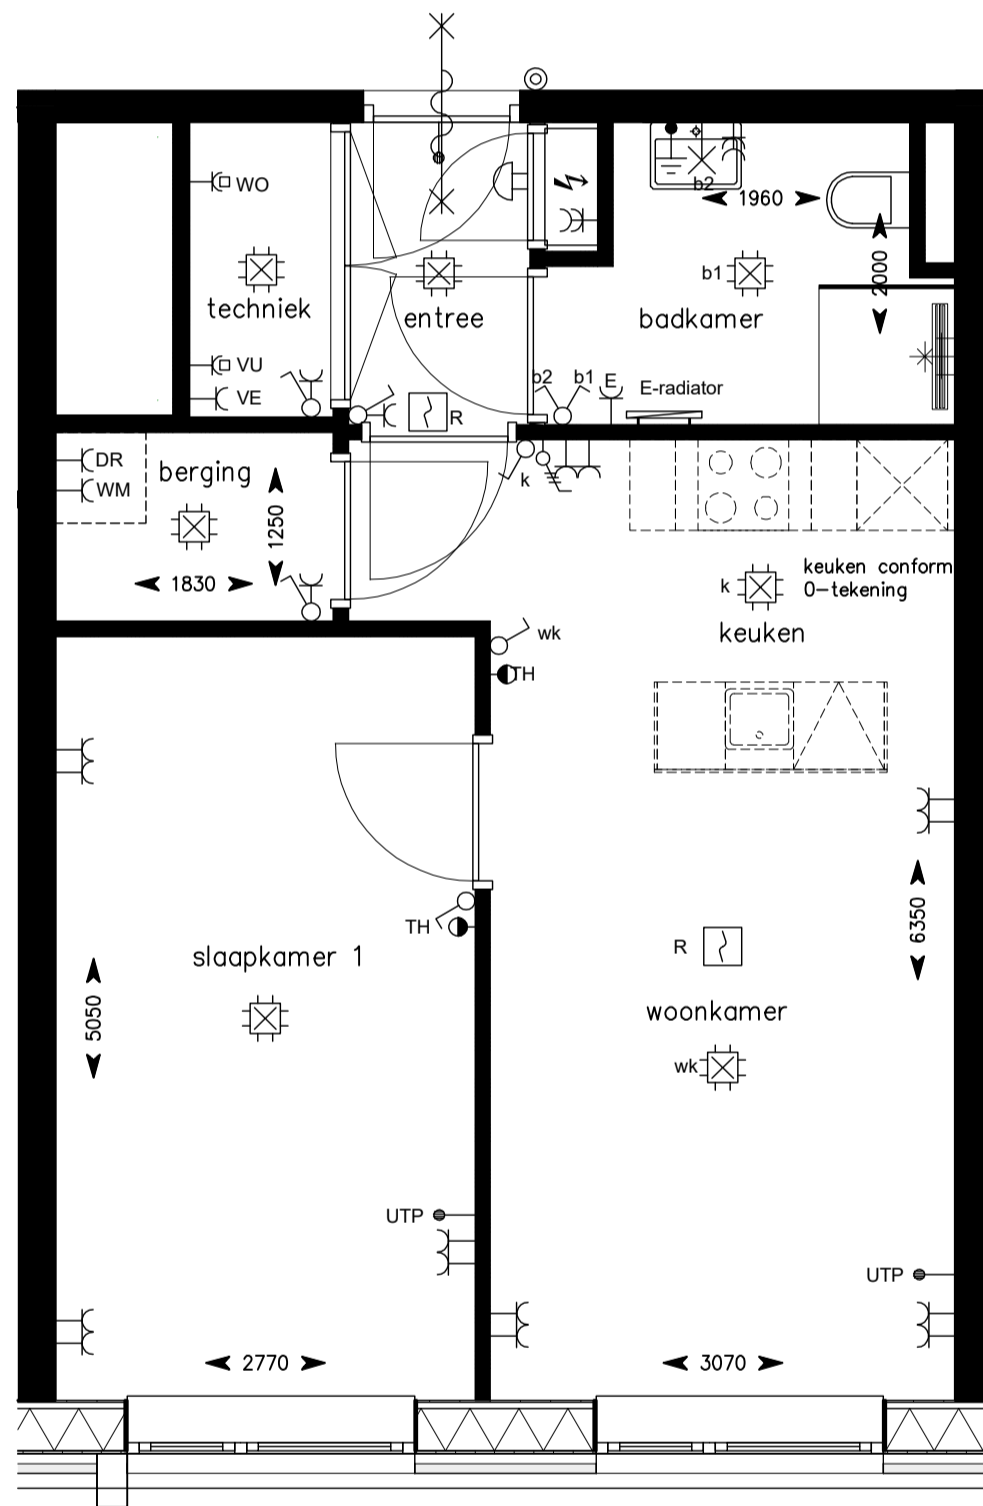 WO
b2
1960
2000
b1
techniek
entree
badkamer
VU
VE
R
b2
b1
E
E-radiator
DR
WM
berging
k
1250
1830
keuken conform
0-tekening
k
keuken
wk
TH
TH
6350
slaapkamer 1
R
5050
woonkamer
wk
UTP
UTP
2770
3070